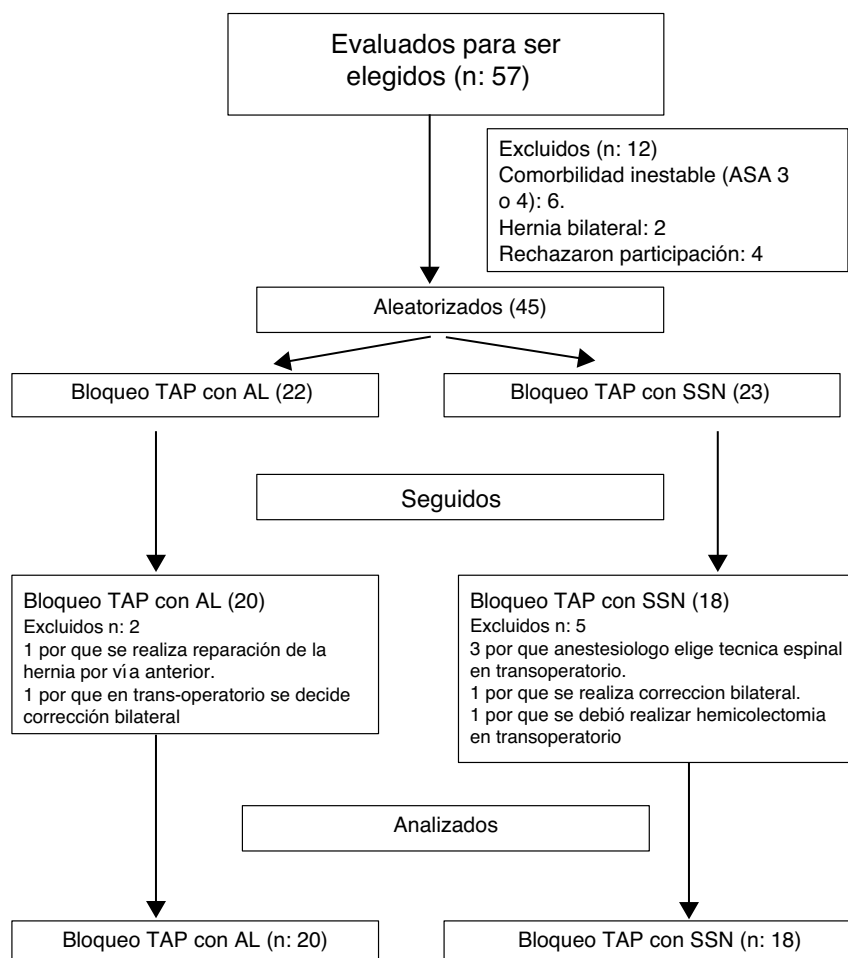 Evaluados para ser
elegidos (n: 57)
Excluidos (n: 12)
Comorbilidad inestable (ASA 3
o 4): 6.
Hernia bilateral: 2
Rechazaron participación: 4
Aleatorizados (45)
Bloqueo TAP con AL (22)
Bloqueo TAP con SSN (23)
Seguidos
Bloqueo TAP con AL (20)
Excluidos n: 2
1 por que se realiza reparación de la
hernia por vía anterior.
1 por que en trans-operatorio se decide
corrección bilateral
Bloqueo TAP con SSN (18)
Excluidos n: 5
3 por que anestesiologo elige tecnica espinal
en transoperatorio.
1 por que se realiza correccion bilateral.
1 por que se debió realizar hemicolectomia
en transoperatorio
Analizados
Bloqueo TAP con AL (n: 20)
Bloqueo TAP con SSN (n: 18)